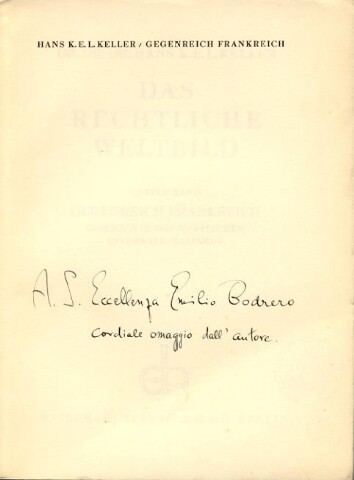 HANS K.E.L.KELLER / GEGENREICH FRANKREICH
DAS
RECHTLICHE
WELTBILD
A. S. Eccellenza Emilio Bodrero
cordiale omaggio dall' autore.